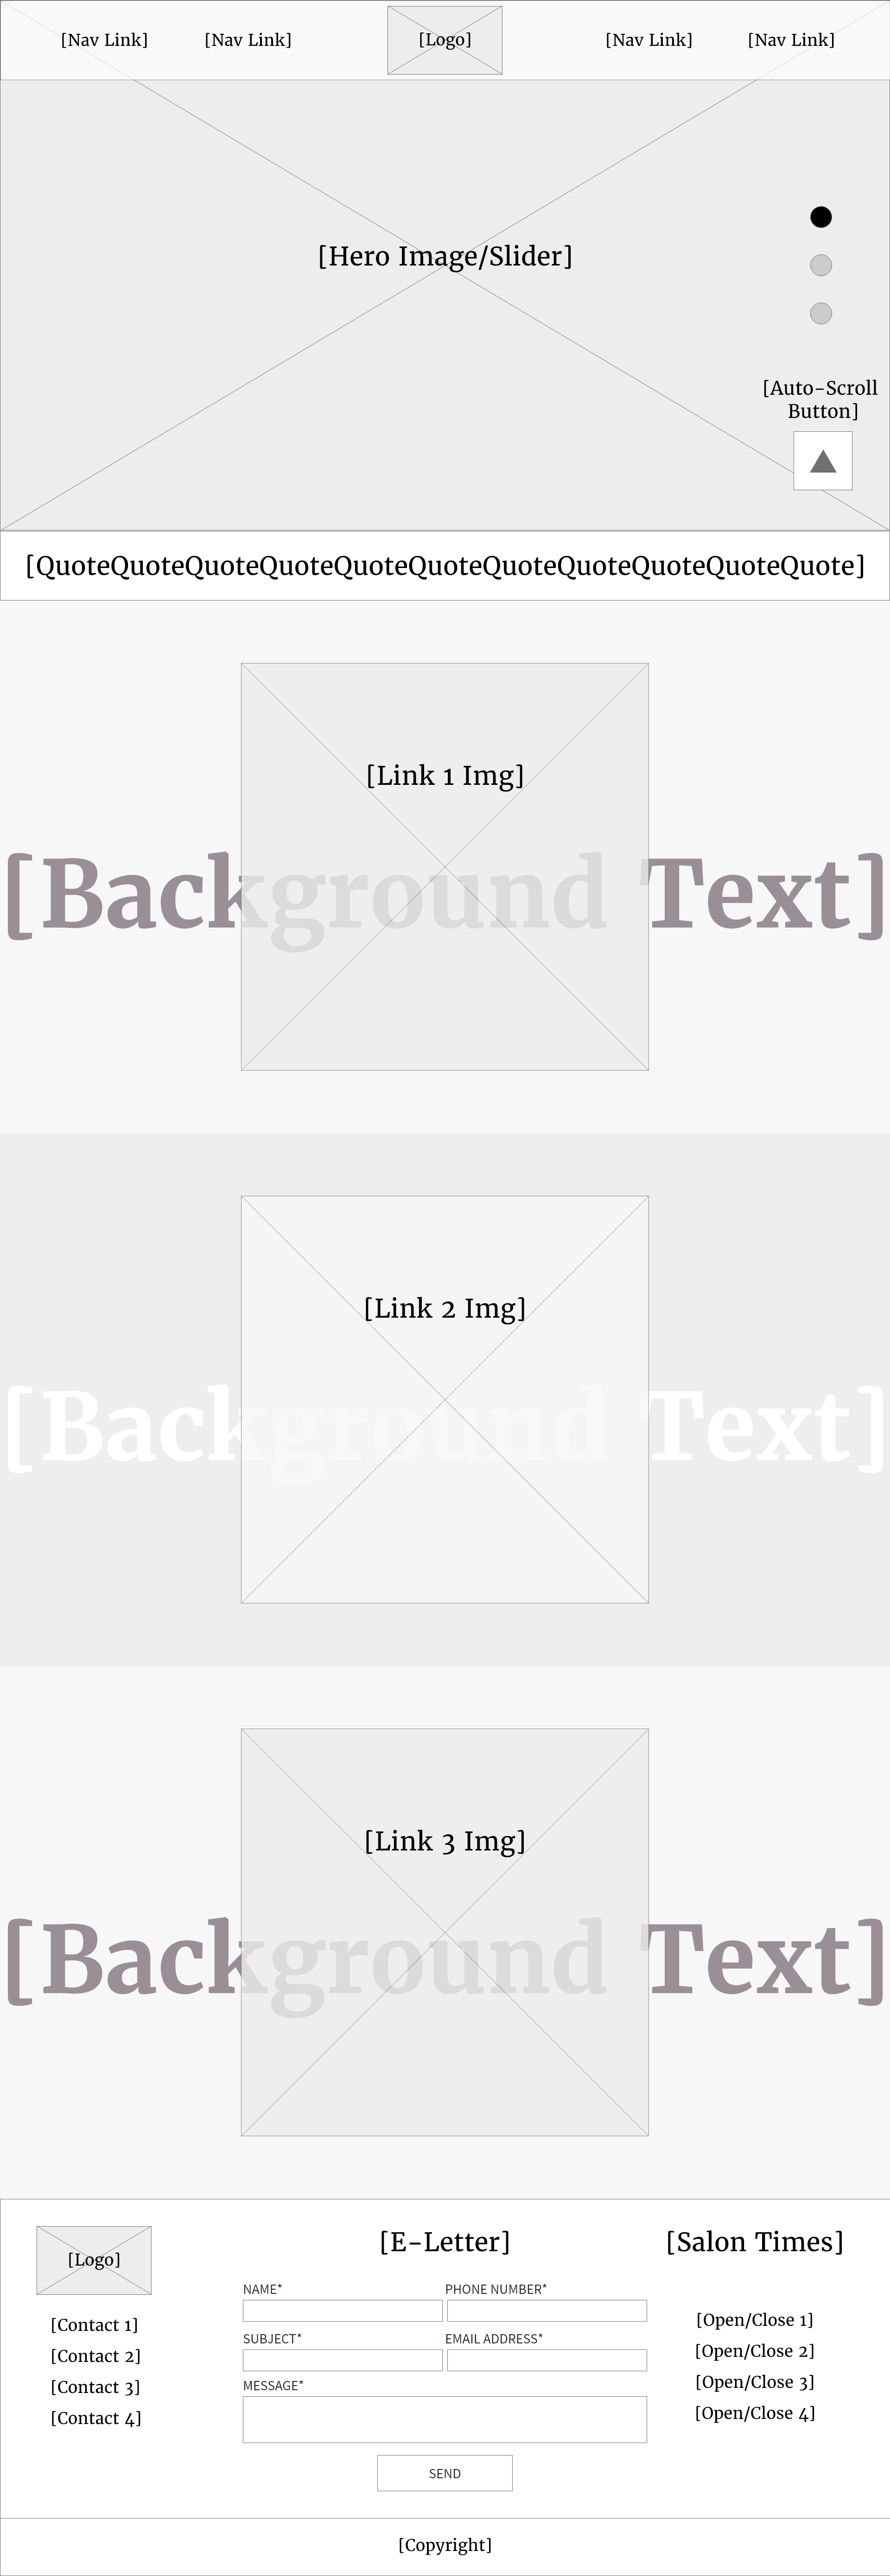 [Nav Link] [Nav Link] [Logo] [Nav Link] [Nav Link]
[Hero Image/Slider]
[Auto-Scroll
Button]
[QuoteQuoteQuoteQuoteQuoteQuoteQuoteQuoteQuoteQuoteQuote]
[Link 1 Img]
[Background Text]
[Link 2 Img]
[Background Text]
[Link 3 Img]
[Background Text]
[Logo]
[Contact 1]
[Contact 2]
[Contact 3]
[Contact 4]
[E-Letter]
NAME* PHONE NUMBER*
SUBJECT* EMAIL ADDRESS*
MESSAGE*
SEND
[Salon Times]
[Open/Close 1]
[Open/Close 2]
[Open/Close 3]
[Open/Close 4]
[Copyright]